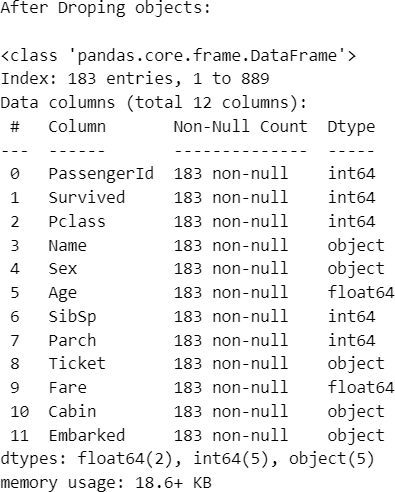 After Droping objects:
<class 'pandas.core.frame.DataFrame'>
Index: 183 entries, 1 to 889
Data columns (total 12 columns):
 #   Column       Non-Null Count  Dtype
---  ------       --------------  -----
 0   PassengerId  183 non-null    int64
 1   Survived     183 non-null    int64
 2   Pclass       183 non-null    int64
 3   Name         183 non-null    object
 4   Sex          183 non-null    object
 5   Age          183 non-null    float64
 6   SibSp        183 non-null    int64
 7   Parch        183 non-null    int64
 8   Ticket       183 non-null    object
 9   Fare         183 non-null    float64
 10  Cabin        183 non-null    object
 11  Embarked     183 non-null    object
dtypes: float64(2), int64(5), object(5)
memory usage: 18.6+ KB